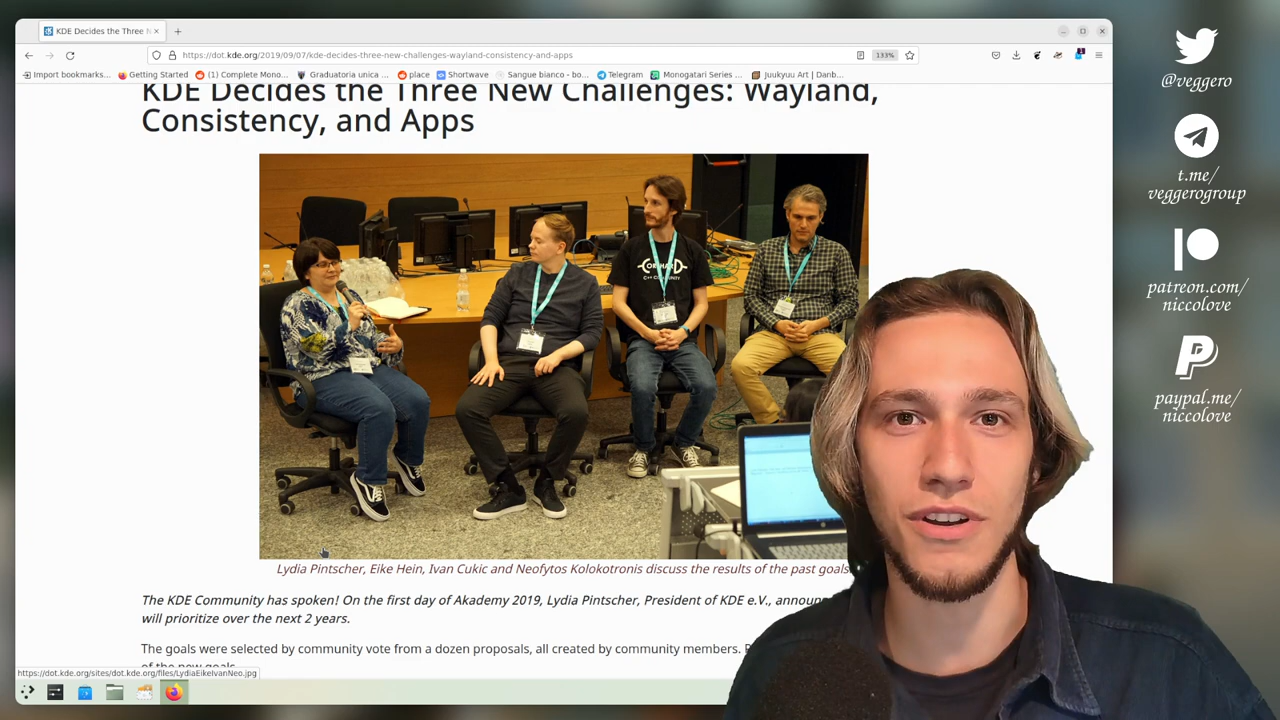 KDE Decides the Three N
https://dot.kde.org/2019/09/07/kde-decides-three-new-challenges-wayland-consistency-and-apps
133%
Import bookmarks...
Getting Started
(1) Complete Mono...
Graduatoria unica ...
place
Shortwave
Sangue bianco - bo...
Telegram
Monogatari Series ...
Juukyuu Art | Danb...
KDE Decides the Three New Challenges: Wayland,
Consistency, and Apps
C++ COMMUNITY
Lydia Pintscher, Eike Hein, Ivan Cukic and Neofytos Kolokotronis discuss the results of the past goals
The KDE Community has spoken! On the first day of Akademy 2019, Lydia Pintscher, President of KDE e.V., announ
will prioritize over the next 2 years.
The goals were selected by community vote from a dozen proposals, all created by community members.
of the new goals
https://dot.kde.org/sites/dot.kde.org/files/LydiaEikeIvanNeo.jpg
@veggero
t.me/
veggerogroup
patreon.com/
niccolove
paypal.me/
niccolove